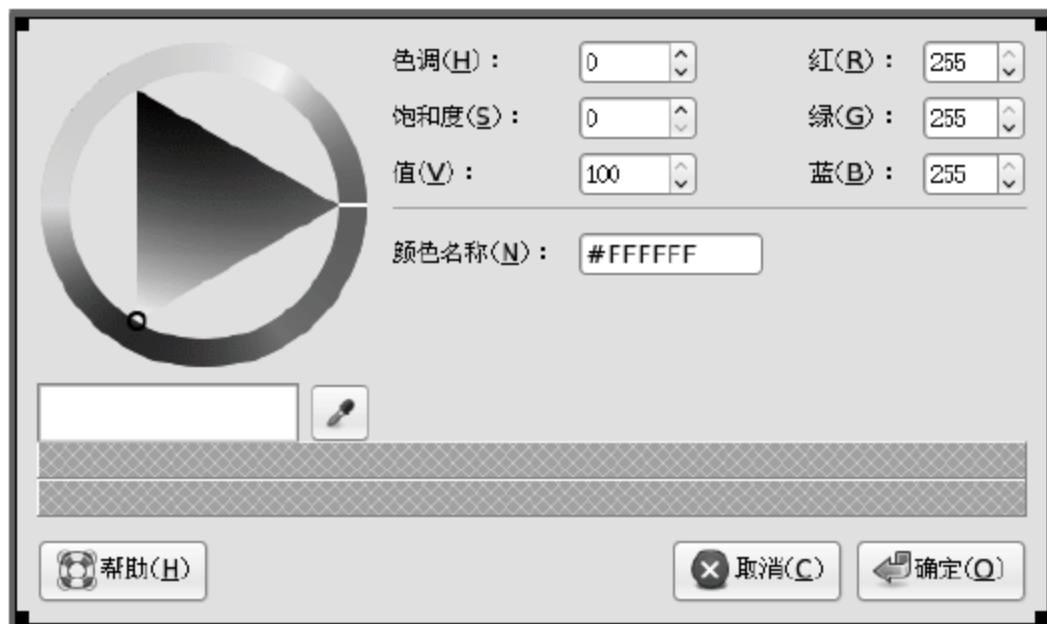 色调(H)： 0 红(R)： 255
饱和度(S)： 0 绿(G)： 255
值(V)： 100 蓝(B)： 255
颜色名称(N)： #FFFFFF
帮助(H) 取消(C) 确定(O)